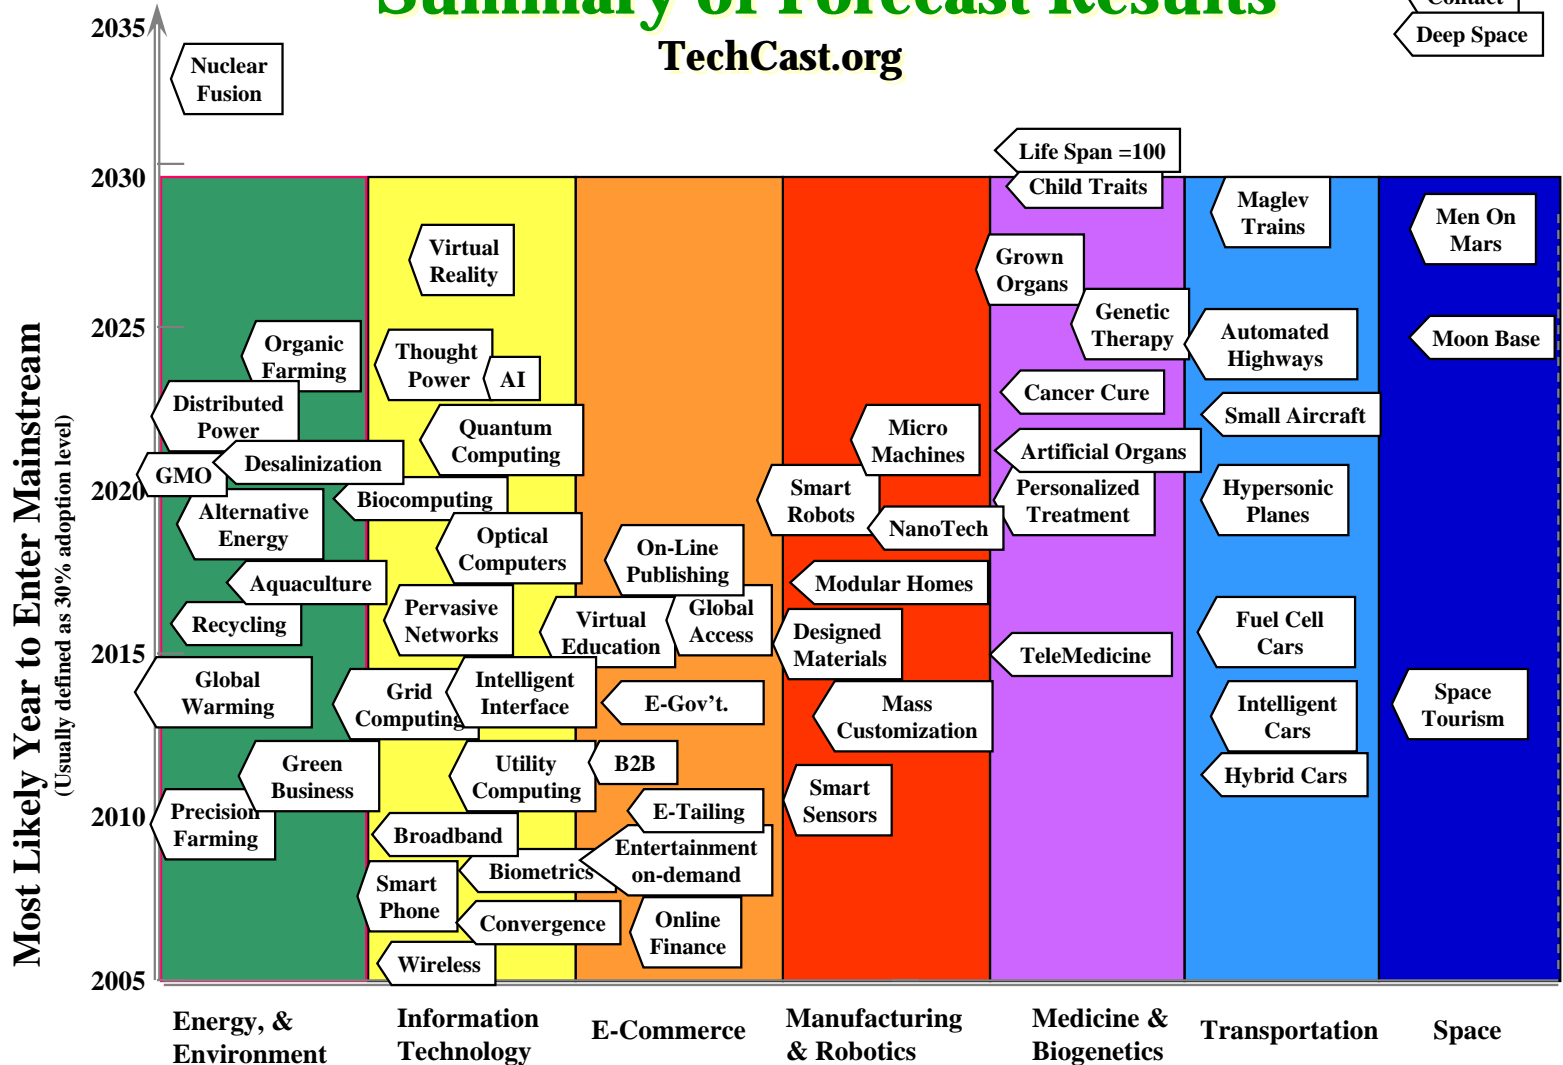 Summary of Forecast Results
TechCast.org
Contact
Deep Space
2035
2030
2025
2020
2015
2010
2005
Most Likely Year to Enter Mainstream
(Usually defined as 30% adoption level)
Nuclear
Fusion
Organic
Farming
Distributed
Power
Desalinization
GMO
Alternative
Energy
Aquaculture
Recycling
Global
Warming
Green
Business
Precision
Farming
Virtual
Reality
Thought
Power
AI
Quantum
Computing
Biocomputing
Optical
Computers
Pervasive
Networks
Grid
Computing
Intelligent
Interface
Utility
Computing
Broadband
Biometrics
Smart
Phone
Convergence
Wireless
On-Line
Publishing
Virtual
Education
Global
Access
E-Gov’t.
B2B
E-Tailing
Entertainment
on-demand
Online
Finance
Micro
Machines
Smart
Robots
NanoTech
Modular Homes
Designed
Materials
Mass
Customization
Smart
Sensors
Life Span =100
Child Traits
Grown
Organs
Genetic
Therapy
Cancer Cure
Artificial Organs
Personalized
Treatment
TeleMedicine
Maglev
Trains
Automated
Highways
Small Aircraft
Hypersonic
Planes
Fuel Cell
Cars
Intelligent
Cars
Hybrid Cars
Men On
Mars
Moon Base
Space
Tourism
Energy, &
Environment
Information
Technology
E-Commerce
Manufacturing
& Robotics
Medicine &
Biogenetics
Transportation
Space